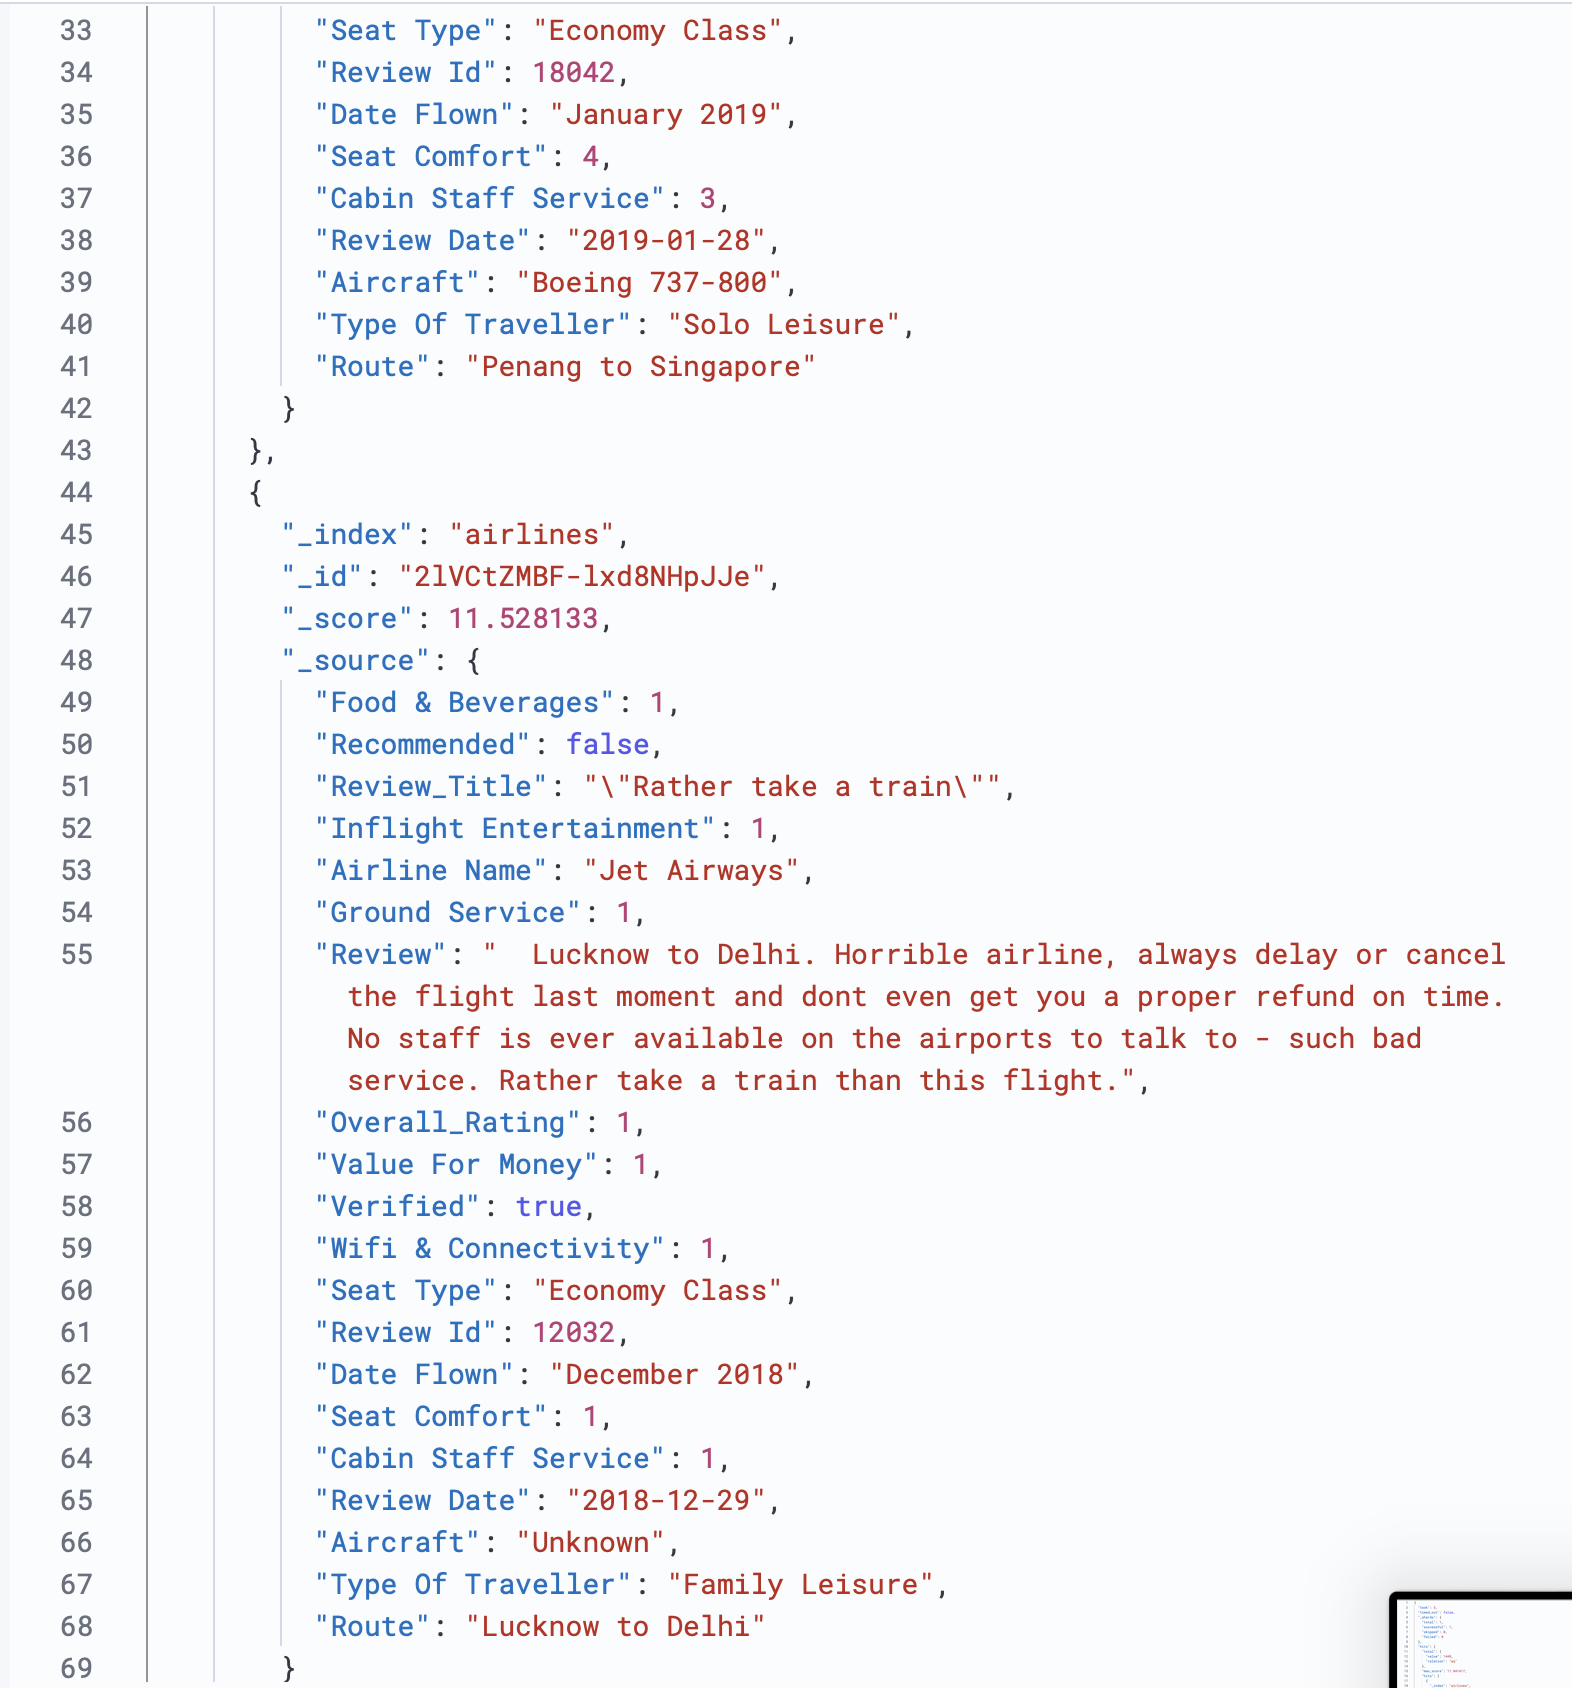 33 "Seat Type": "Economy Class",
34 "Review Id": 18042,
35 "Date Flown": "January 2019",
36 "Seat Comfort": 4,
37 "Cabin Staff Service": 3,
38 "Review Date": "2019-01-28",
39 "Aircraft": "Boeing 737-800",
40 "Type Of Traveller": "Solo Leisure",
41 "Route": "Penang to Singapore"
42 }
43 },
44 {
45 "_index": "airlines",
46 "_id": "2lVCtZMBF-lxd8NHpJJe",
47 "_score": 11.528133,
48 "_source": {
49 "Food & Beverages": 1,
50 "Recommended": false,
51 "Review_Title": "\"Rather take a train\"",
52 "Inflight Entertainment": 1,
53 "Airline Name": "Jet Airways",
54 "Ground Service": 1,
55 "Review": "  Lucknow to Delhi. Horrible airline, always delay or cancel
the flight last moment and dont even get you a proper refund on time.
No staff is ever available on the airports to talk to - such bad
service. Rather take a train than this flight.",
56 "Overall_Rating": 1,
57 "Value For Money": 1,
58 "Verified": true,
59 "Wifi & Connectivity": 1,
60 "Seat Type": "Economy Class",
61 "Review Id": 12032,
62 "Date Flown": "December 2018",
63 "Seat Comfort": 1,
64 "Cabin Staff Service": 1,
65 "Review Date": "2018-12-29",
66 "Aircraft": "Unknown",
67 "Type Of Traveller": "Family Leisure",
68 "Route": "Lucknow to Delhi"
69 }